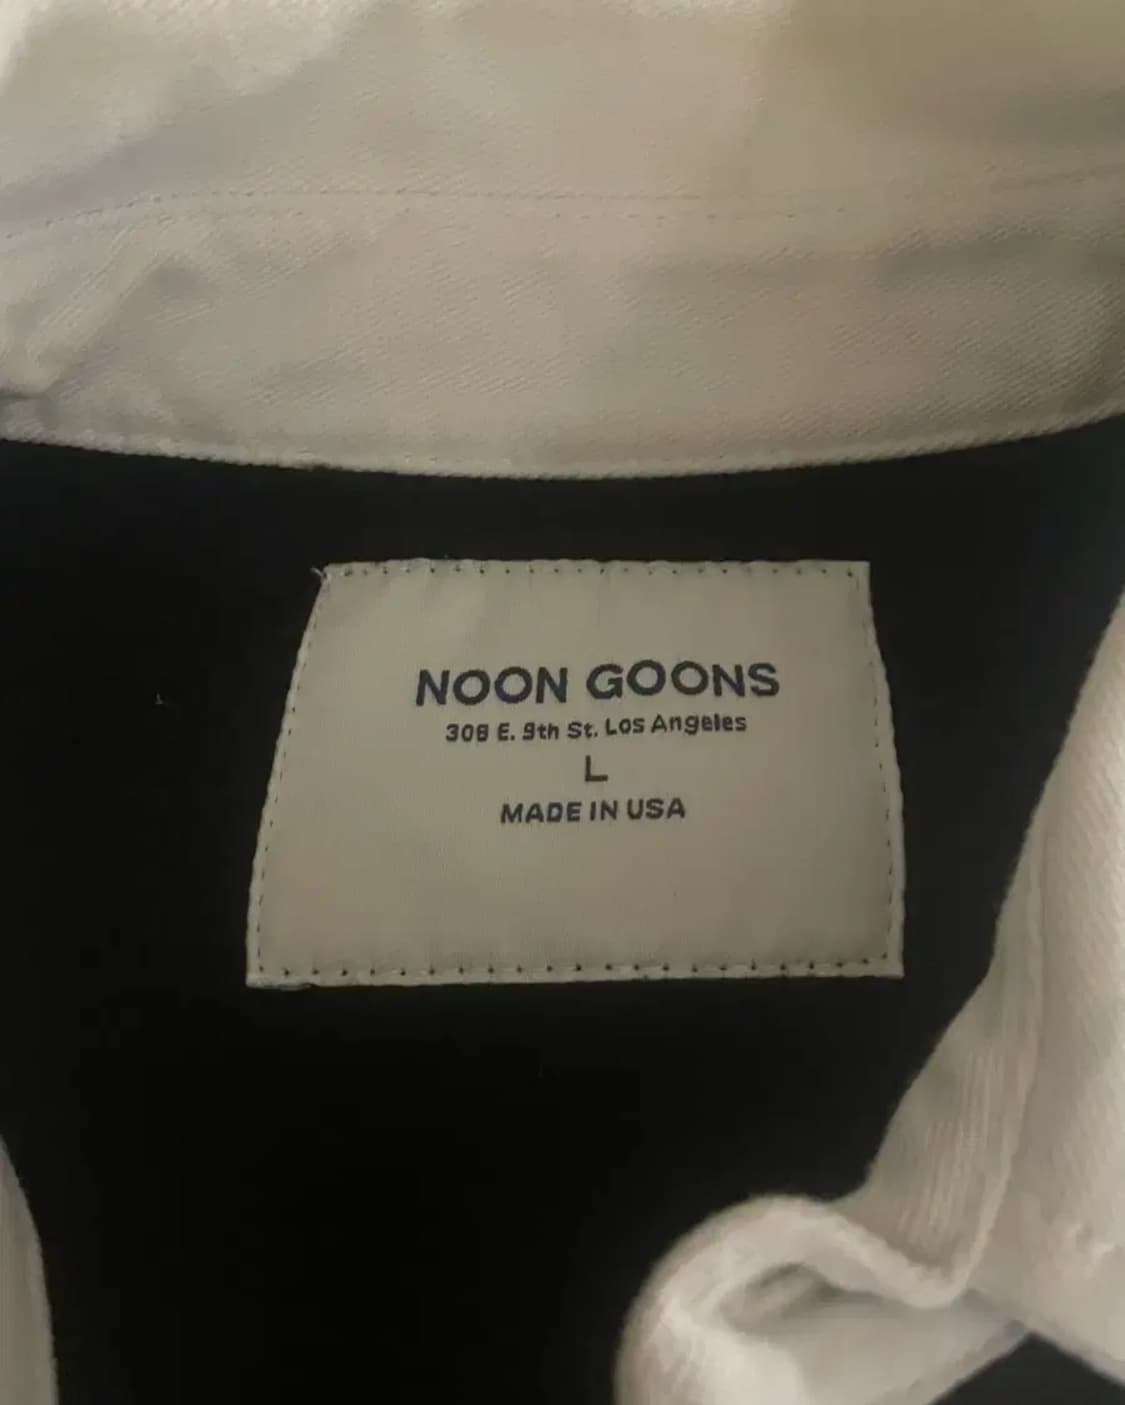 NOON GOONS
308 E. 9th St. Los Angeles
L
MADE IN USA